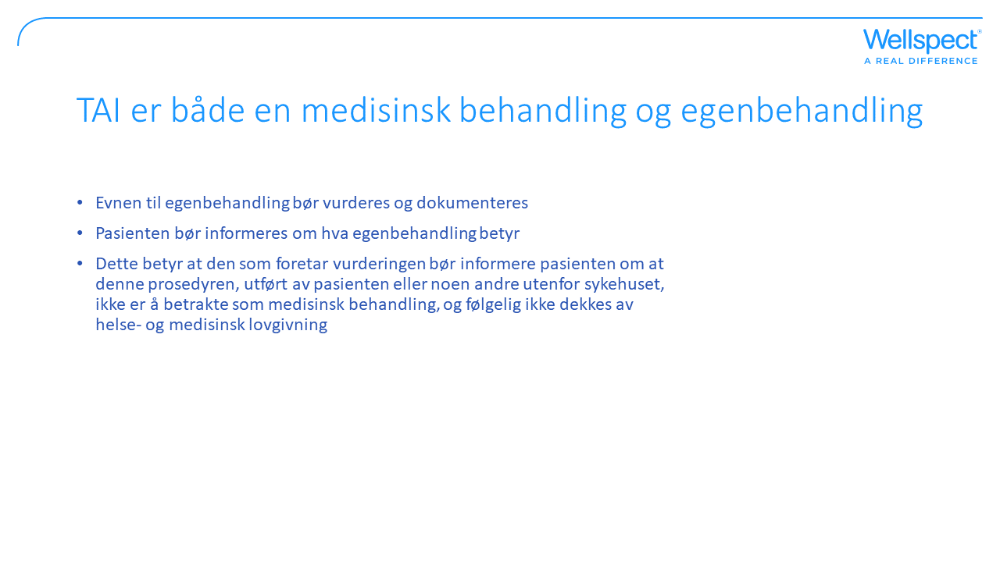 Wellspect®
A REAL DIFFERENCE
TAI er både en medisinsk behandling og egenbehandling
• Evnen til egenbehandling bør vurderes og dokumenteres
• Pasienten bør informeres om hva egenbehandling betyr
• Dette betyr at den som foretar vurderingen bør informere pasienten om at
denne prosedyren, utført av pasienten eller noen andre utenfor sykehuset,
ikke er å betrakte som medisinsk behandling, og følgelig ikke dekkes av
helse- og medisinsk lovgivning